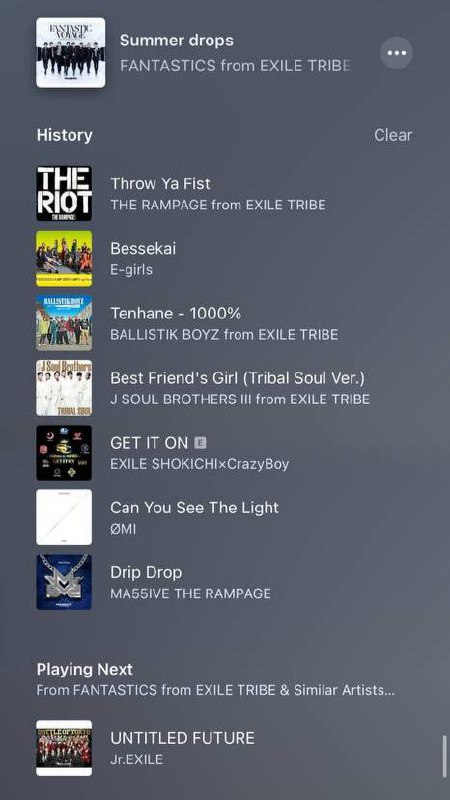 FANTASTIC
VOYAGE
Summer drops
FANTASTICS from EXILE TRIBE
History
Clear
THE
RIOT
THE RAMPAGE
Throw Ya Fist
THE RAMPAGE from EXILE TRIBE
Bessekai
E-girls
BALLISTIK BOYZ
Tenhane - 1000%
BALLISTIK BOYZ from EXILE TRIBE
J Soul Brothers
TRIBAL SOUL
Best Friend's Girl (Tribal Soul Ver.)
J SOUL BROTHERS III from EXILE TRIBE
GET IT ON E
EXILE SHOKICHI×CrazyBoy
Can You See The Light
ØMI
Drip Drop
MA55IVE THE RAMPAGE
Playing Next
From FANTASTICS from EXILE TRIBE & Similar Artists...
BATTLE OF TOKYO
UNTITLED FUTURE
Jr.EXILE